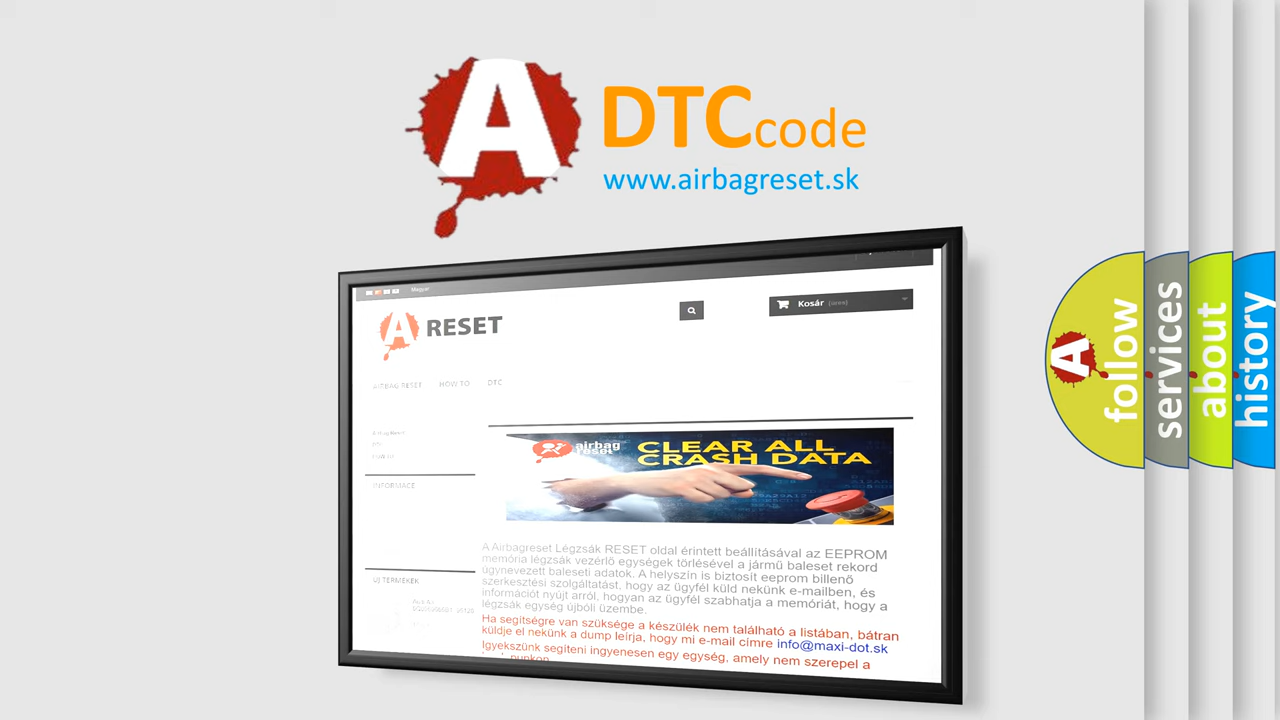 A
DTC code
www.airbagreset.sk
Magyar
A RESET
Kosár (üres)
AIRBAG RESET HOW TO DTC
INFORMACE
airbag
reset
CLEAR ALL
CRASH DATA
A Airbagreset Légzsák RESET oldal érintett beállításával az EEPROM
memória légzsák vezérlő egységek törlésével a jármű baleset rekord
úgynevezett baleseti adatok. A helyszín is biztosít eeprom billenő
szerkesztési szolgáltatást, hogy az ügyfél küld nekünk e-mailben, és
információt nyújt arról, hogyan az ügyfél szabhatja a memóriát, hogy a
légzsák egység újbóli üzembe.
Ha segítségre van szüksége a készülék nem található a listában, bátran
küldje el nekünk a dump leírja, hogy mi e-mail címre info@maxi-dot.sk
Igyekszünk segíteni ingyenesen egy egység, amely nem szerepel a
ÚJ TERMÉKEK
A
follow
services
about
history